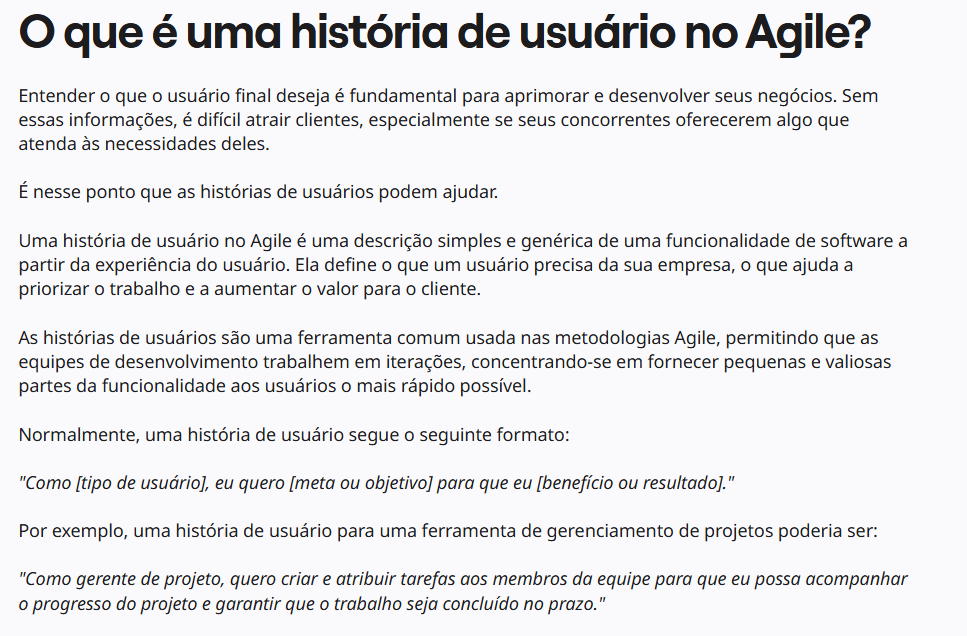 O que é uma história de usuário no Agile?
Entender o que o usuário final deseja é fundamental para aprimorar e desenvolver seus negócios. Sem
essas informações, é difícil atrair clientes, especialmente se seus concorrentes oferecerem algo que
atenda às necessidades deles.
É nesse ponto que as histórias de usuários podem ajudar.
Uma história de usuário no Agile é uma descrição simples e genérica de uma funcionalidade de software a
partir da experiência do usuário. Ela define o que um usuário precisa da sua empresa, o que ajuda a
priorizar o trabalho e a aumentar o valor para o cliente.
As histórias de usuários são uma ferramenta comum usada nas metodologias Agile, permitindo que as
equipes de desenvolvimento trabalhem em iterações, concentrando-se em fornecer pequenas e valiosas
partes da funcionalidade aos usuários o mais rápido possível.
Normalmente, uma história de usuário segue o seguinte formato:
"Como [tipo de usuário], eu quero [meta ou objetivo] para que eu [benefício ou resultado]."
Por exemplo, uma história de usuário para uma ferramenta de gerenciamento de projetos poderia ser:
"Como gerente de projeto, quero criar e atribuir tarefas aos membros da equipe para que eu possa acompanhar
o progresso do projeto e garantir que o trabalho seja concluído no prazo."